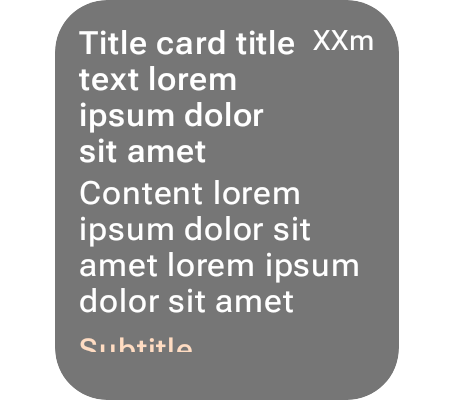 Title card title XXm
text lorem
ipsum dolor
sit amet
Content lorem
ipsum dolor sit
amet lorem ipsum
dolor sit amet
Subtitle